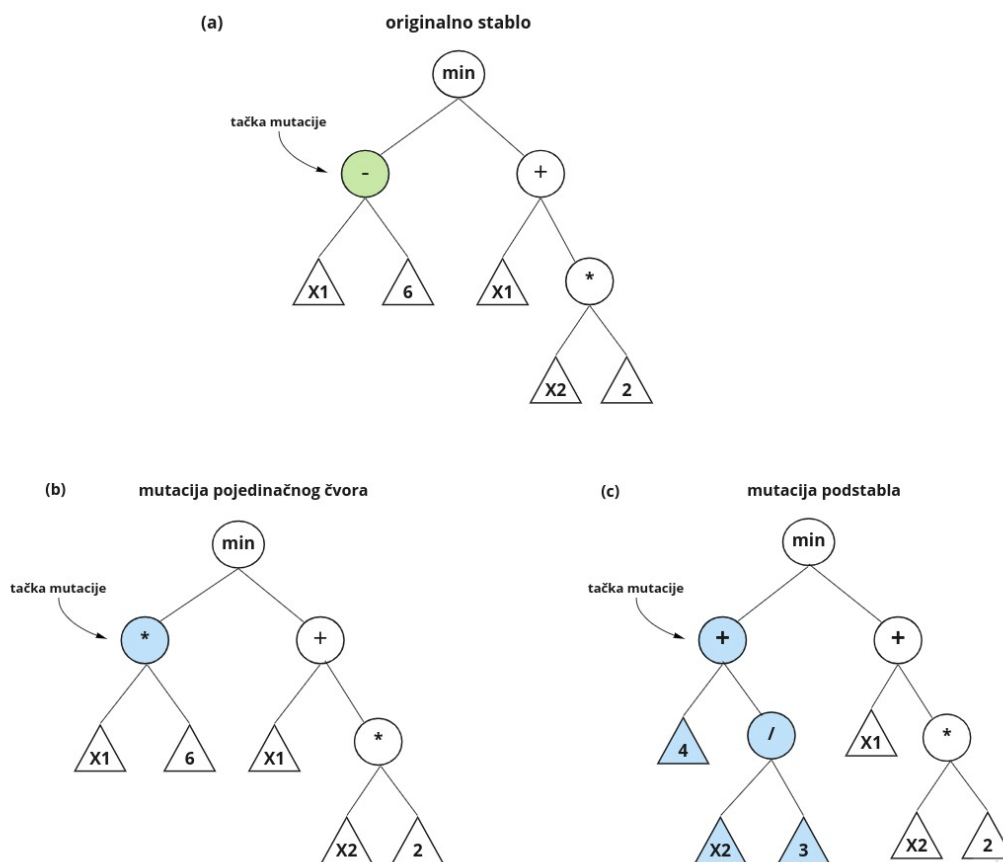 (a) originalno stablo
min
tačka mutacije
- +
X1 6 X1 *
X2 2
(b) mutacija pojedinačnog čvora
min
tačka mutacije
* +
X1 6 X1 *
X2 2
(c) mutacija podstabla
min
tačka mutacije
+ +
4 / X1 *
X2 3 X2 2